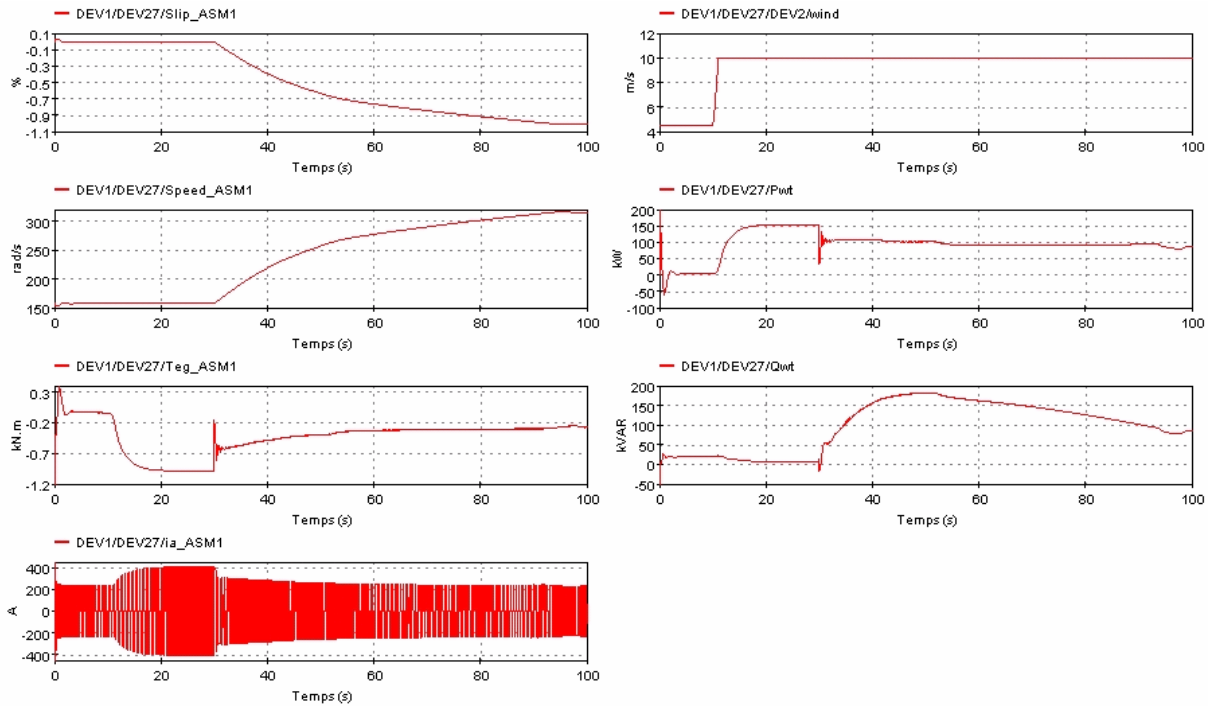 DEV1/DEV27/Slip_ASM1
0.1
-0.1
-0.3
-0.5
-0.7
-0.9
-1.1
%
0 20 40 60 80 100
Temps (s)
DEV1/DEV27/DEV2/wind
12
10
8
6
4
m/s
0 20 40 60 80 100
Temps (s)
DEV1/DEV27/Speed_ASM1
300
250
200
150
rad/s
0 20 40 60 80 100
Temps (s)
DEV1/DEV27/Pwt
200
150
100
50
0
-50
-100
kW
0 20 40 60 80 100
Temps (s)
DEV1/DEV27/Teg_ASM1
0.3
-0.2
-0.7
-1.2
kN.m
0 20 40 60 80 100
Temps (s)
DEV1/DEV27/Qwt
200
150
100
50
0
-50
kVAR
0 20 40 60 80 100
Temps (s)
DEV1/DEV27/ia_ASM1
400
200
0
-200
-400
A
0 20 40 60 80 100
Temps (s)